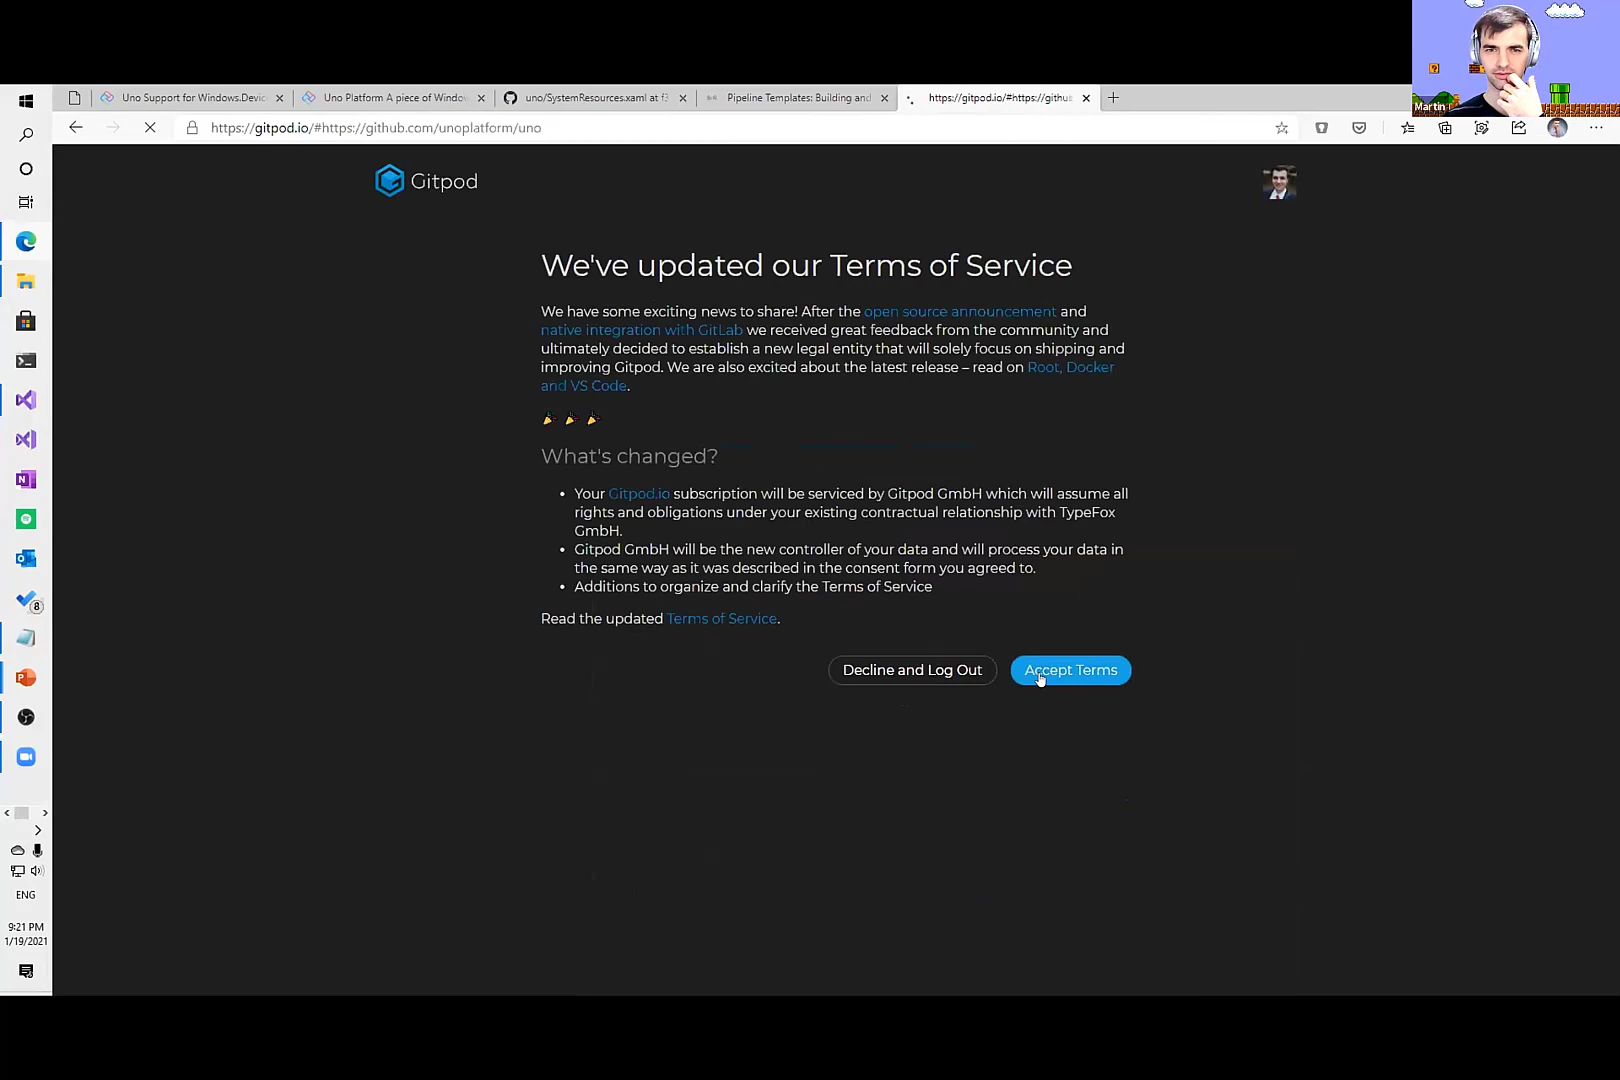 Martin
Uno Support for Windows.Devic
Uno Platform A piece of Window
uno/SystemResources.xaml at f3
Pipeline Templates: Building and
https://gitpod.io/#https://githu
https://gitpod.io/#https://github.com/unoplatform/uno
Gitpod
We've updated our Terms of Service
We have some exciting news to share! After the open source announcement and
native integration with GitLab we received great feedback from the community and
ultimately decided to establish a new legal entity that will solely focus on shipping and
improving Gitpod. We are also excited about the latest release – read on Root, Docker
and VS Code.
What's changed?
• Your Gitpod.io subscription will be serviced by Gitpod GmbH which will assume all
rights and obligations under your existing contractual relationship with TypeFox
GmbH.
• Gitpod GmbH will be the new controller of your data and will process your data in
the same way as it was described in the consent form you agreed to.
• Additions to organize and clarify the Terms of Service
Read the updated Terms of Service.
Decline and Log Out
Accept Terms
8
ENG
9:21 PM
1/19/2021